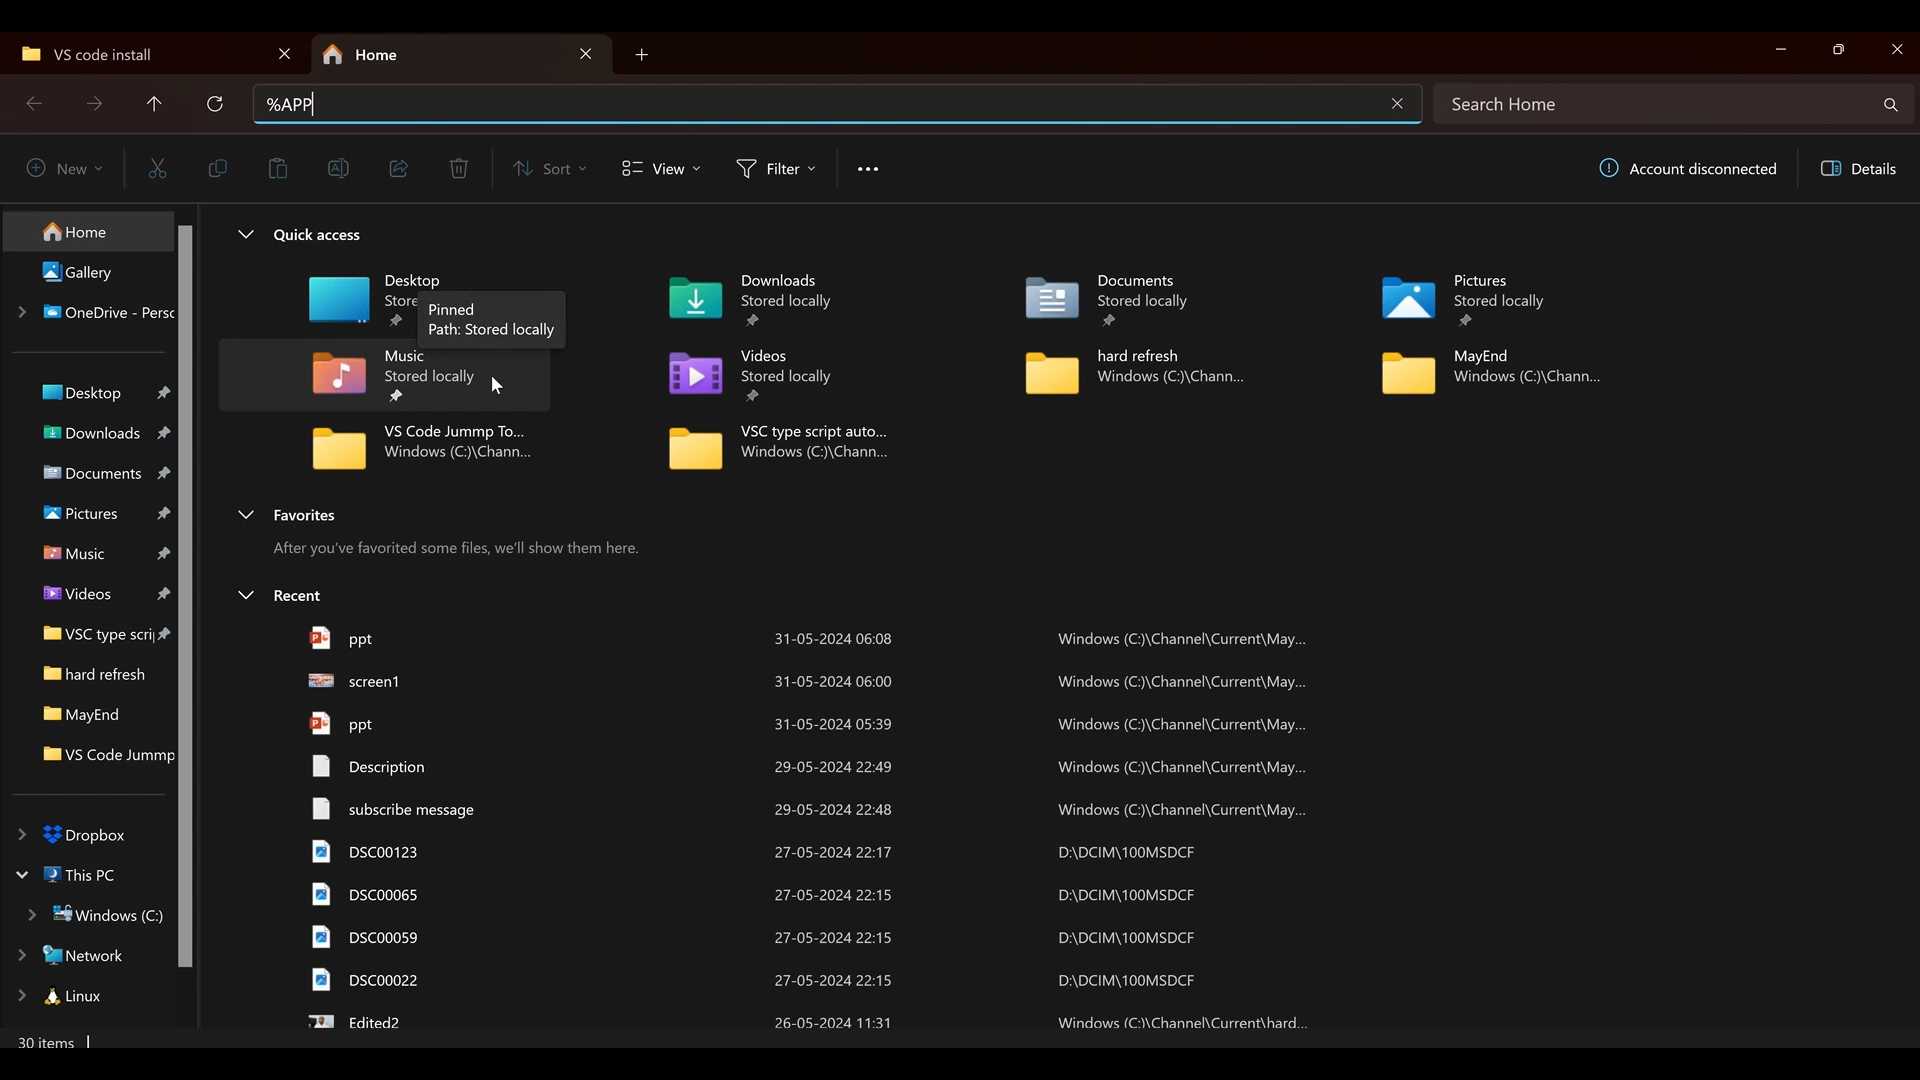 VS code install
Home
%APP
Search Home
New
Sort
View
Filter
Account disconnected
Details
Home
Gallery
OneDrive - Persc
Desktop
Downloads
Documents
Pictures
Music
Videos
VSC type scri
hard refresh
MayEnd
VS Code Jummp
Dropbox
This PC
Windows (C:)
Network
Linux
Quick access
Desktop
Store
Pinned
Path: Stored locally
Downloads
Stored locally
Documents
Stored locally
Pictures
Stored locally
Music
Stored locally
Videos
Stored locally
hard refresh
Windows (C:)\Chann...
MayEnd
Windows (C:)\Chann...
VS Code Jummp To...
Windows (C:)\Chann...
VSC type script auto...
Windows (C:)\Chann...
Favorites
After you've favorited some files, we'll show them here.
Recent
ppt 31-05-2024 06:08 Windows (C:)\Channel\Current\May...
screen1 31-05-2024 06:00 Windows (C:)\Channel\Current\May...
ppt 31-05-2024 05:39 Windows (C:)\Channel\Current\May...
Description 29-05-2024 22:49 Windows (C:)\Channel\Current\May...
subscribe message 29-05-2024 22:48 Windows (C:)\Channel\Current\May...
DSC00123 27-05-2024 22:17 D:\DCIM\100MSDCF
DSC00065 27-05-2024 22:15 D:\DCIM\100MSDCF
DSC00059 27-05-2024 22:15 D:\DCIM\100MSDCF
DSC00022 27-05-2024 22:15 D:\DCIM\100MSDCF
Edited2 26-05-2024 11:31 Windows (C:)\Channel\Current\hard...
30 items